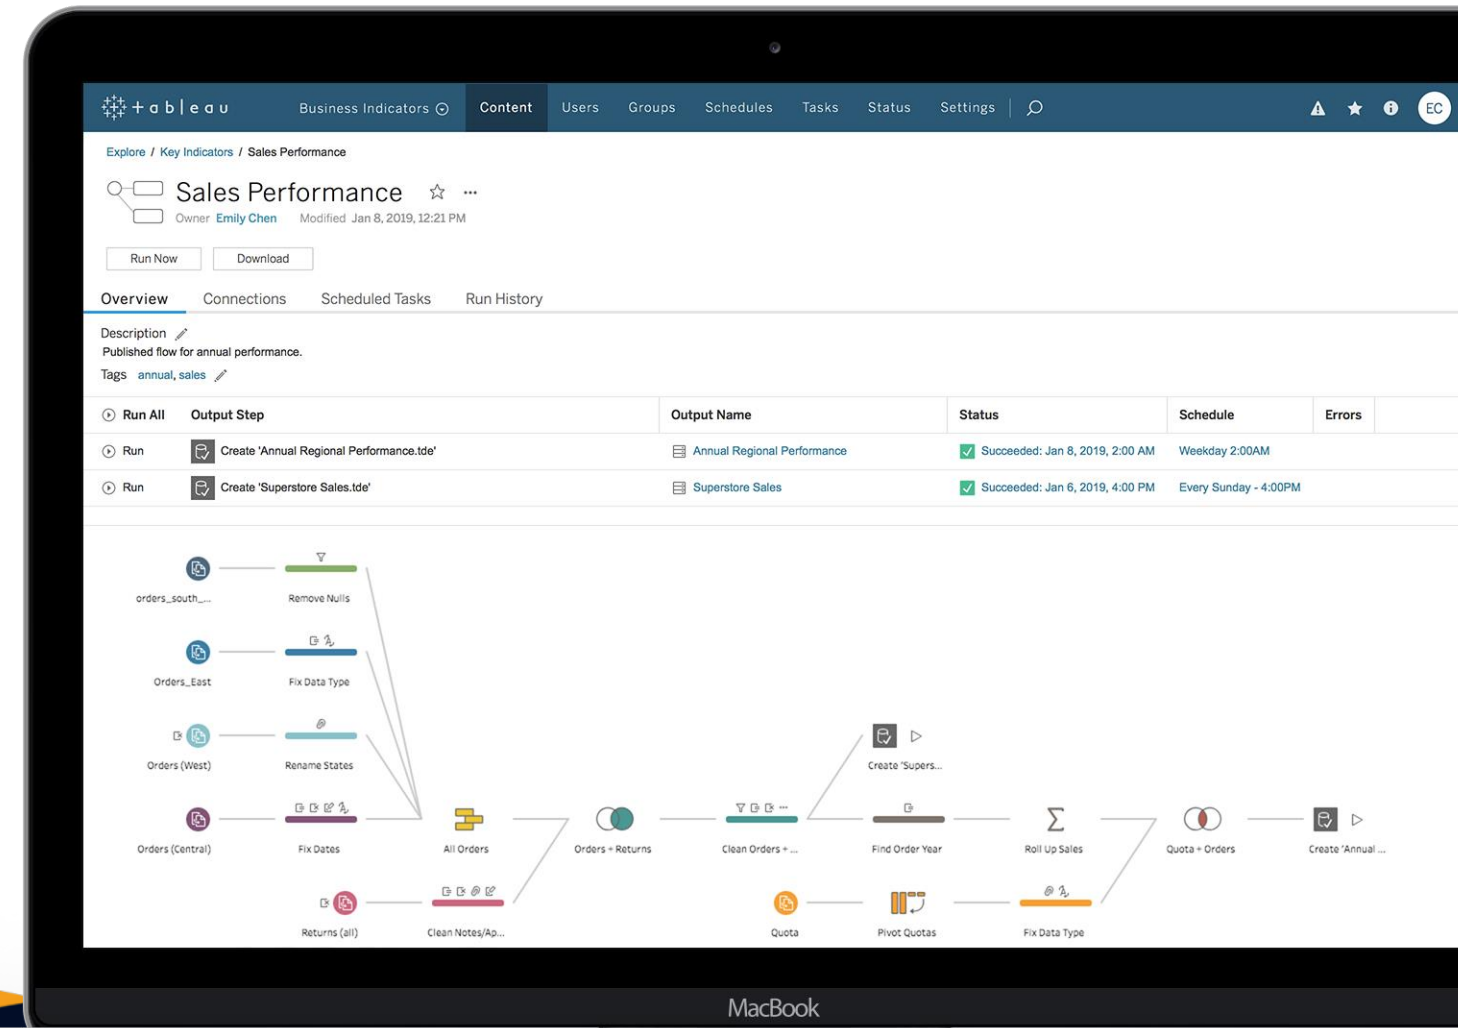 +ableau
Business Indicators Content Users Groups Schedules Tasks Status Settings EC
Explore / Key Indicators / Sales Performance
Sales Performance ...
Owner Emily Chen Modified Jan 8, 2019, 12:21 PM
Run Now Download
Overview Connections Scheduled Tasks Run History
Description
Published flow for annual performance.
Tags annual, sales
Run All Output Step Output Name Status Schedule Errors
Run Create 'Annual Regional Performance.tde' Annual Regional Performance Succeeded: Jan 8, 2019, 2:00 AM Weekday 2:00AM
Run Create 'Superstore Sales.tde' Superstore Sales Succeeded: Jan 6, 2019, 4:00 PM Every Sunday - 4:00PM
orders_south_... Remove Nulls
Orders_East Fix Data Type
Orders (West) Rename States Create 'Supers...
Orders (Central) Fix Dates All Orders Orders + Returns Clean Orders + ... Find Order Year Roll Up Sales Quota + Orders Create 'Annual ...
Returns (all) Clean Notes/Ap... Quota Pivot Quotas Fix Data Type
MacBook